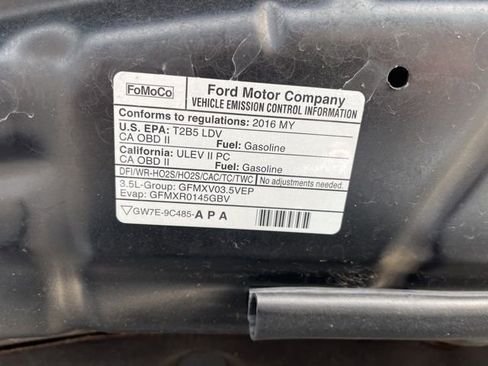 FoMoCo
Ford Motor Company
VEHICLE EMISSION CONTROL INFORMATION
Conforms to regulations: 2016 MY
U.S. EPA: T2B5 LDV
CA OBD II Fuel: Gasoline
California: ULEV II PC
CA OBD II Fuel: Gasoline
DFI/WR-HO2S/HO2S/CAC/TC/TWC No adjustments needed.
3.5L-Group: GFMXV03.5VEP
Evap: GFMXR0145GBV
GW7E-9C485-APA